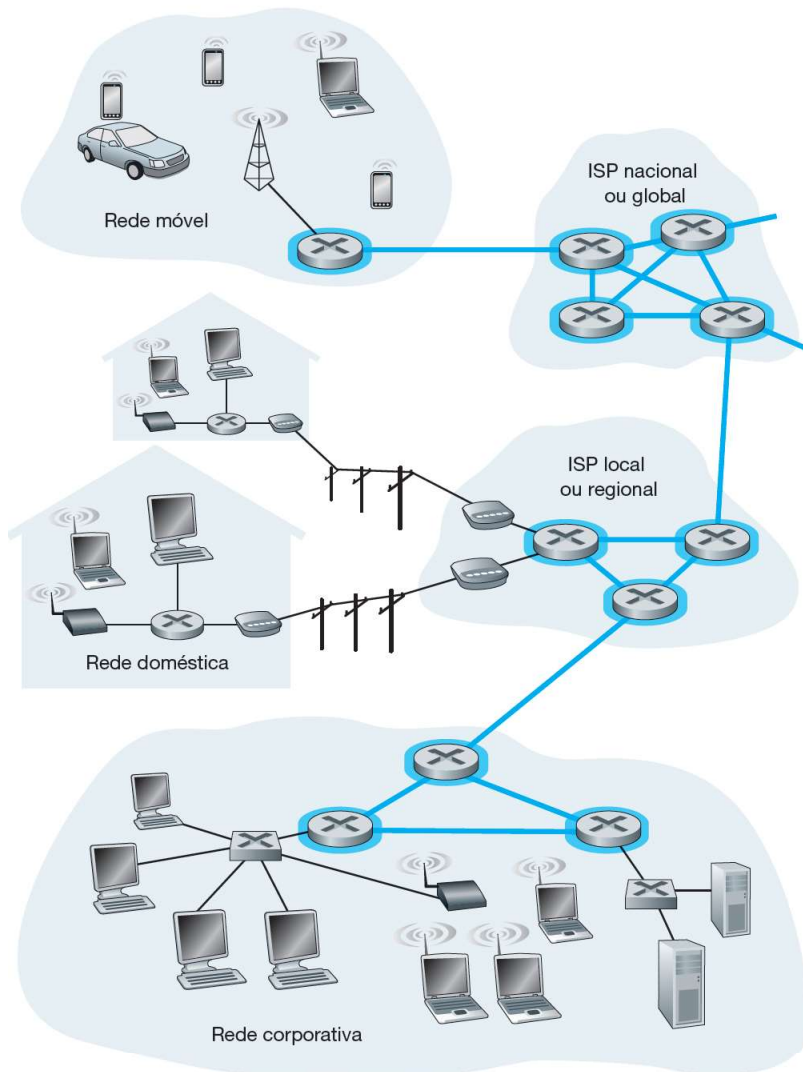 Rede móvel
ISP nacional
ou global
ISP local
ou regional
Rede doméstica
Rede corporativa